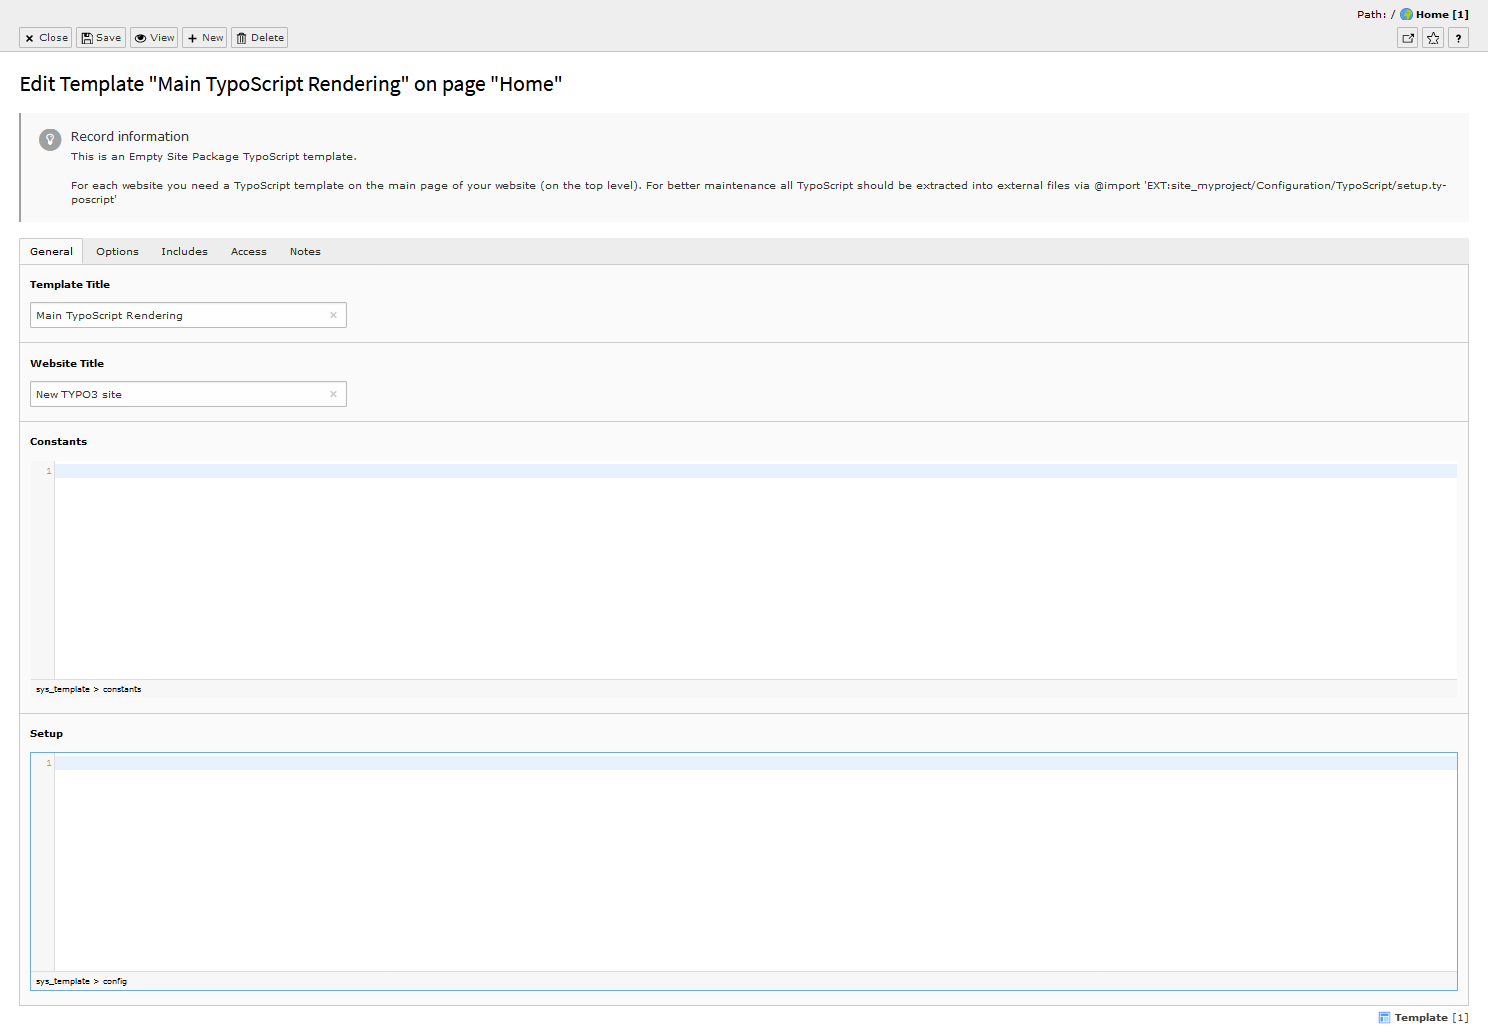 Path: / Home [1]
Close Save View New Delete ?
Edit Template "Main TypoScript Rendering" on page "Home"
Record information
This is an Empty Site Package TypoScript template.
For each website you need a TypoScript template on the main page of your website (on the top level). For better maintenance all TypoScript should be extracted into external files via @import 'EXT:site_myproject/Configuration/TypoScript/setup.ty-
poscript'
General Options Includes Access Notes
Template Title
Main TypoScript Rendering
Website Title
New TYPO3 site
Constants
1
sys_template > constants
Setup
1
sys_template > config
Template [1]